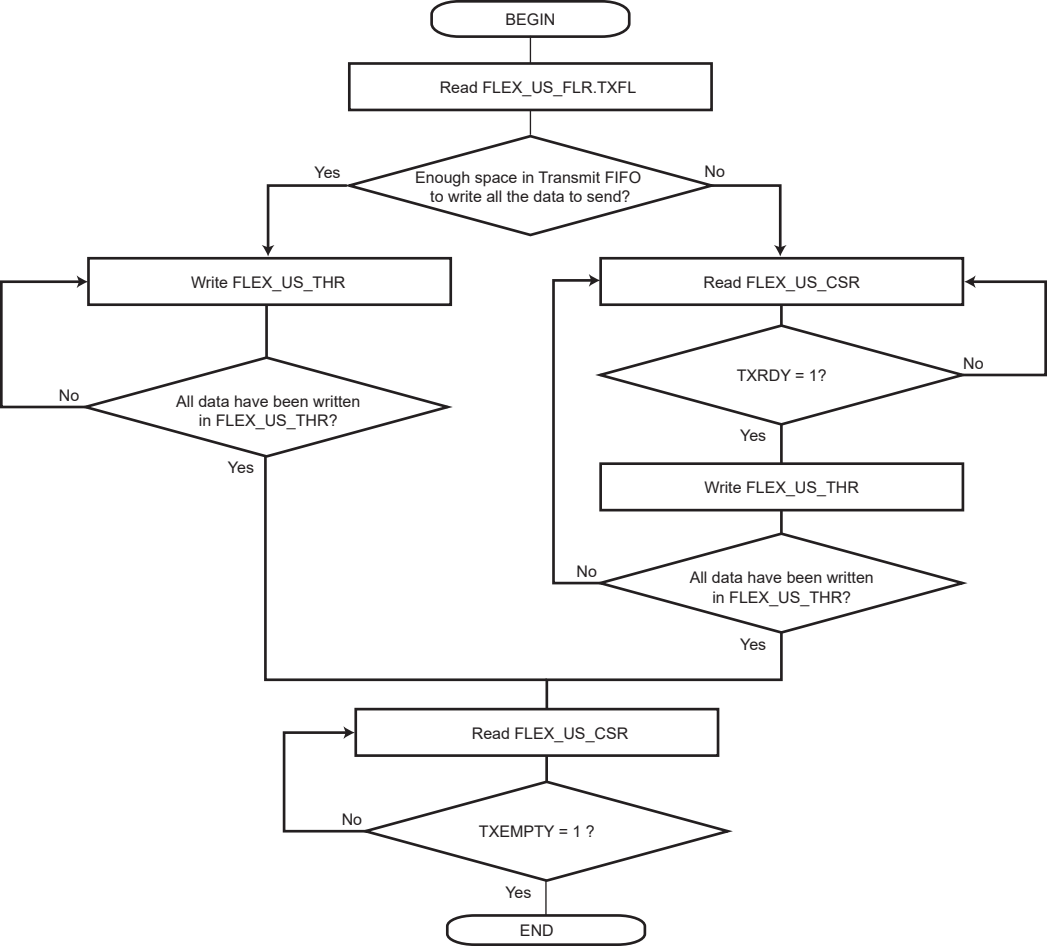 BEGIN
Read FLEX_US_FLR.TXFL
Yes
Enough space in Transmit FIFO
to write all the data to send?
No
Write FLEX_US_THR
No
All data have been written
in FLEX_US_THR?
Yes
Read FLEX_US_CSR
TXRDY = 1?
No
Yes
Write FLEX_US_THR
No
All data have been written
in FLEX_US_THR?
Yes
Read FLEX_US_CSR
No
TXEMPTY = 1 ?
Yes
END